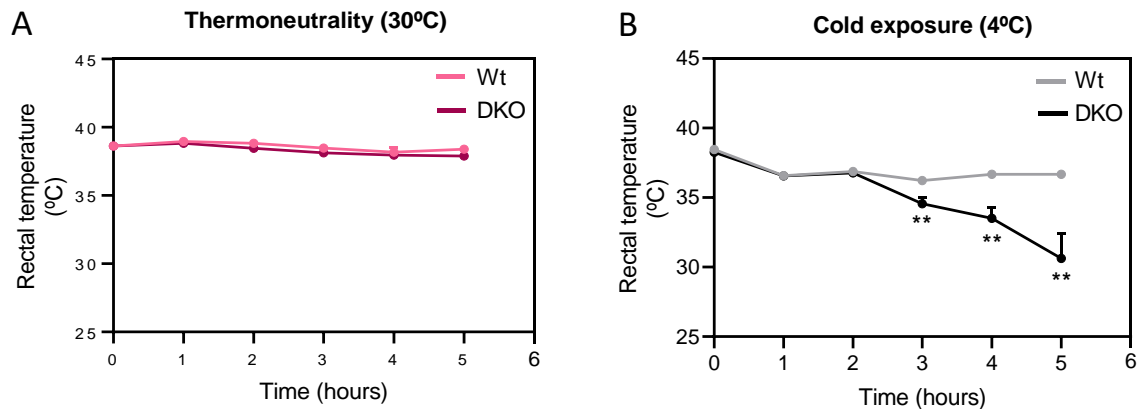 A
Thermoneutrality (30ºC)
Wt
DKO
Rectal temperature
(ºC)
45
40
35
30
25
0 1 2 3 4 5 6
Time (hours)
B
Cold exposure (4ºC)
Wt
DKO
Rectal temperature
(ºC)
45
40
35
30
25
**
**
**
0 1 2 3 4 5 6
Time (hours)